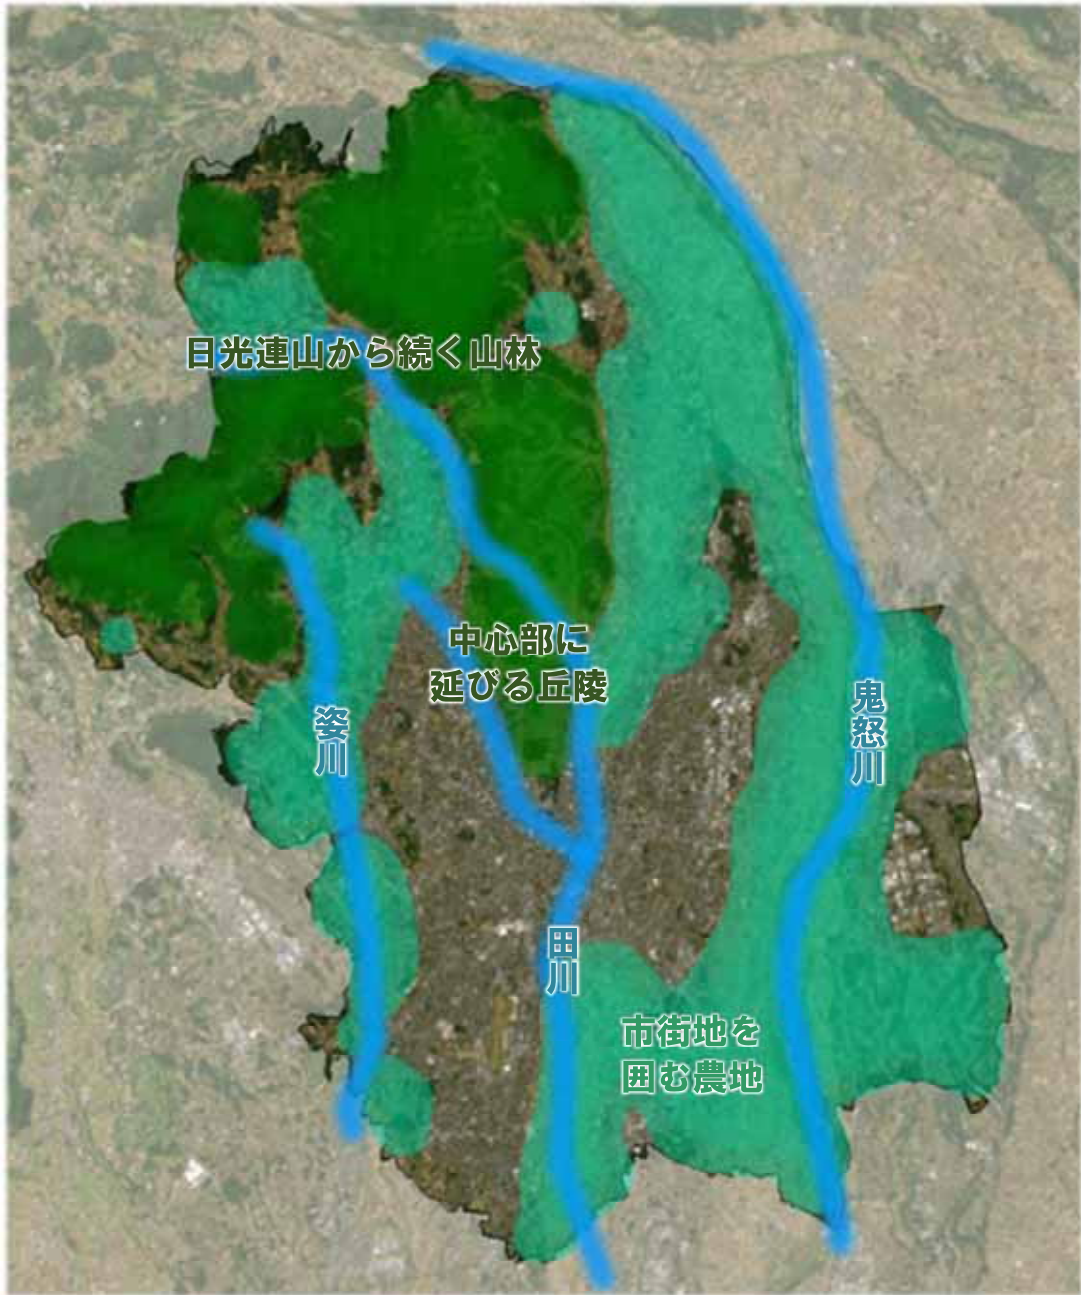 日光連山から続く山林
中心部に
延びる丘陵
姿川
鬼怒川
田川
市街地を
囲む農地